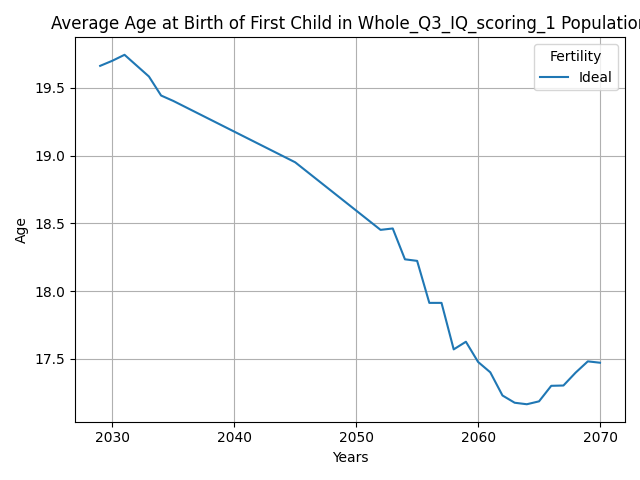 Average Age at Birth of First Child in Whole_Q3_IQ_scoring_1 Population
Fertility
Ideal
19.5
19.0
18.5
18.0
17.5
Age
2030 2040 2050 2060 2070
Years